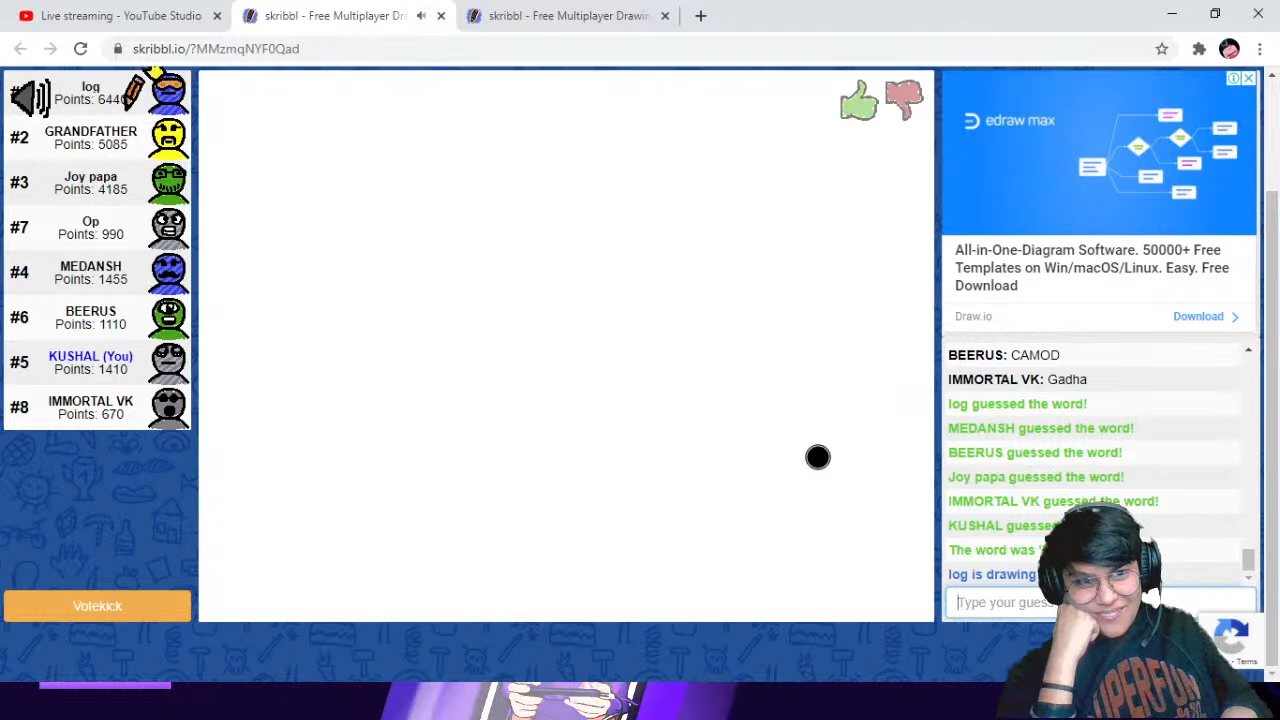 Live streaming - YouTube Studio
skribbl - Free Multiplayer Dra
skribbl - Free Multiplayer Drawin
skribbl.io/?MMzmqNYF0Qad
log
Points: 6440
#2
GRANDFATHER
Points: 5085
#3
Joy papa
Points: 4185
#7
Op
Points: 990
#4
MEDANSH
Points: 1455
#6
BEERUS
Points: 1110
#5
KUSHAL (You)
Points: 1410
#8
IMMORTAL VK
Points: 670
Votekick
edraw max
All-in-One-Diagram Software. 50000+ Free
Templates on Win/macOS/Linux. Easy. Free
Download
Draw.io
Download
BEERUS: CAMOD
IMMORTAL VK: Gadha
log guessed the word!
MEDANSH guessed the word!
BEERUS guessed the word!
Joy papa guessed the word!
IMMORTAL VK guessed the word!
KUSHAL guesse
The word was '
log is drawing
Type your guess
- Terms
SUPERFUN